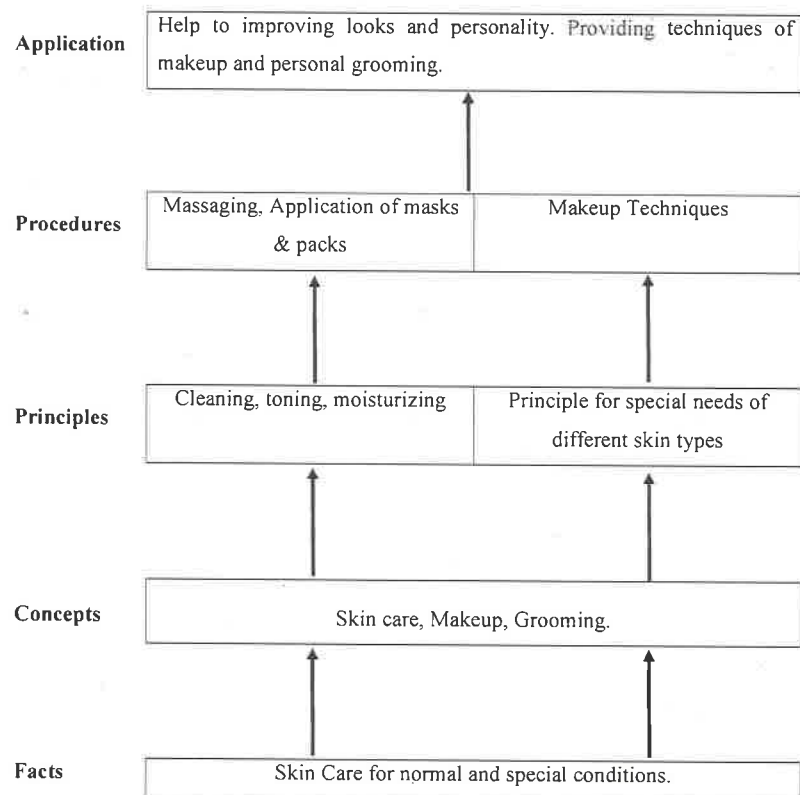 Application
Help to improving looks and personality. Providing techniques of
makeup and personal grooming.
Procedures
Massaging, Application of masks
& packs
Makeup Techniques
Principles
Cleaning, toning, moisturizing
Principle for special needs of
different skin types
Concepts
Skin care, Makeup, Grooming.
Facts
Skin Care for normal and special conditions.